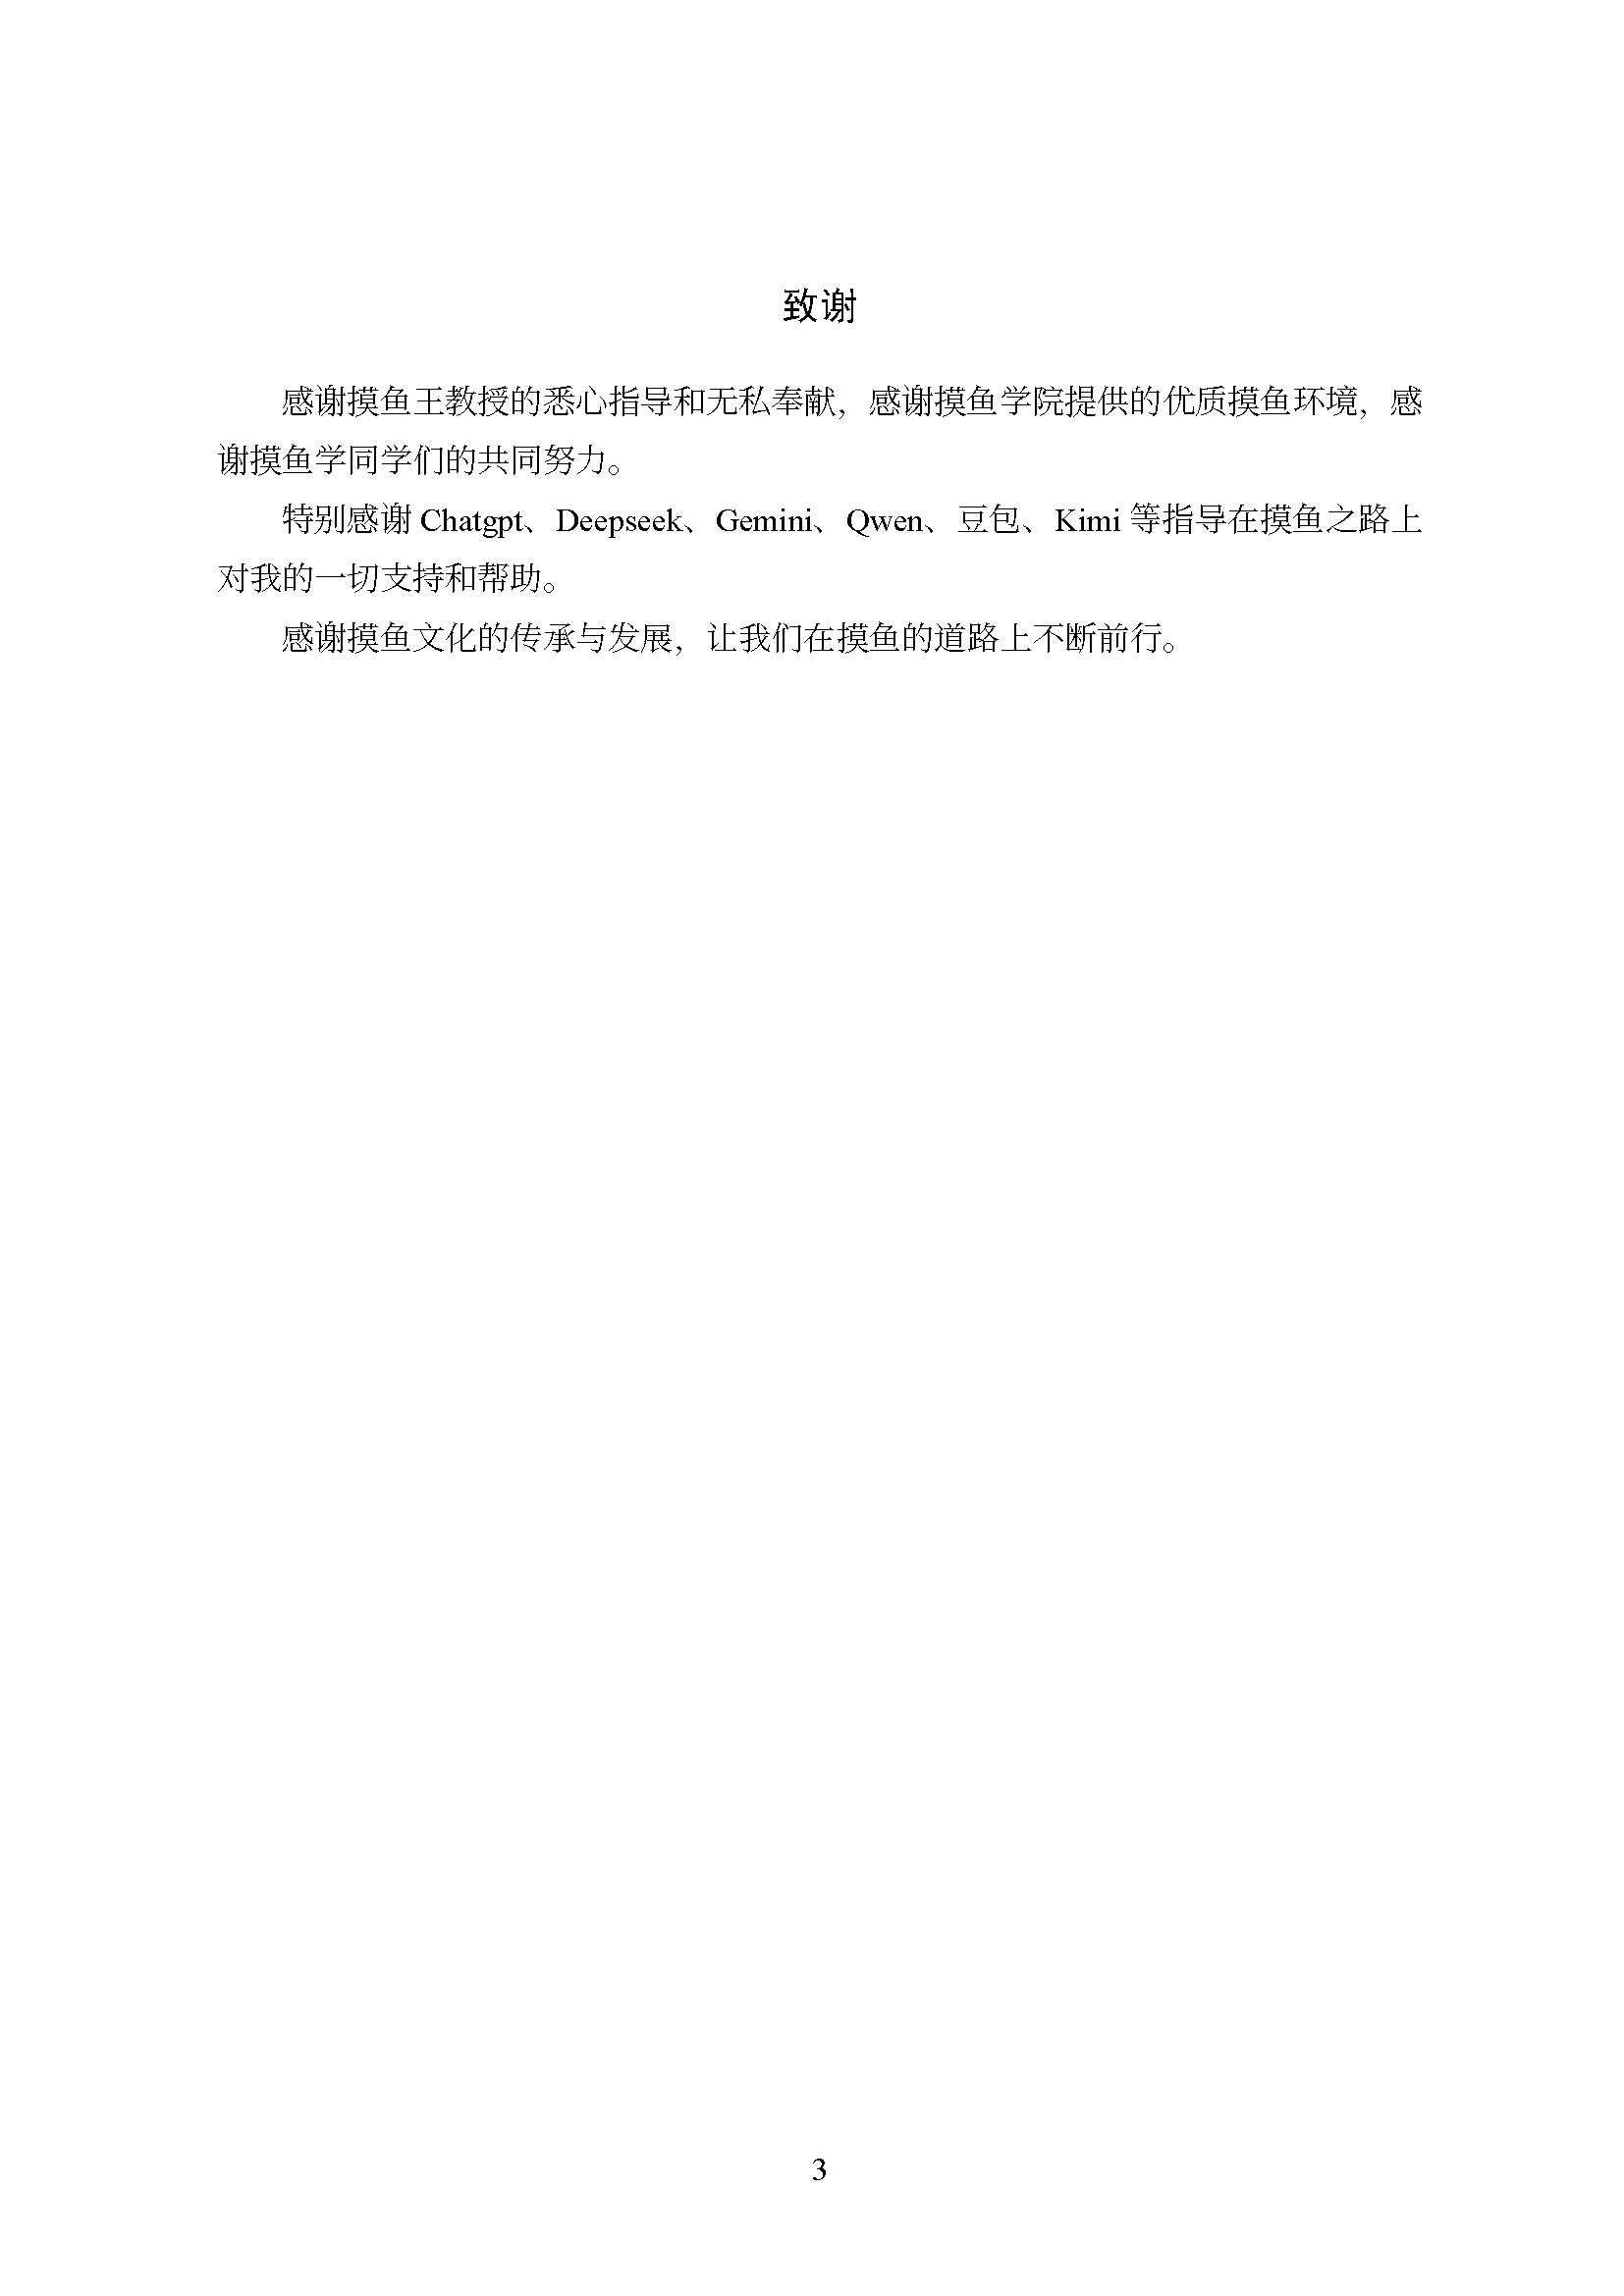 致谢
感谢摸鱼王教授的悉心指导和无私奉献，感谢摸鱼学院提供的优质摸鱼环境，感
谢摸鱼学同学们的共同努力。
特别感谢 Chatgpt、Deepseek、Gemini、Qwen、豆包、Kimi 等指导在摸鱼之路上
对我的一切支持和帮助。
感谢摸鱼文化的传承与发展，让我们在摸鱼的道路上不断前行。
3